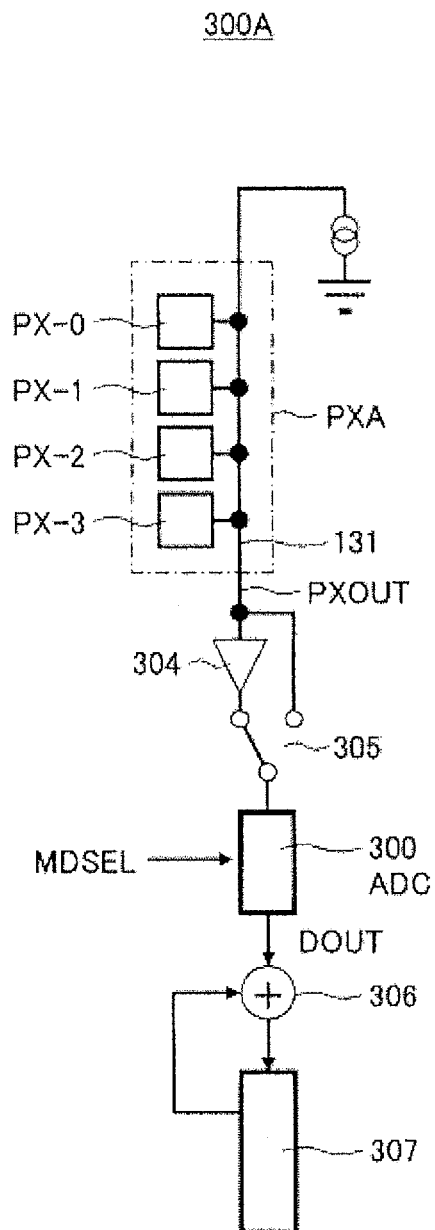 300A
PX-0
PX-1
PX-2
PX-3
PXA
131
PXOUT
304
305
MDSEL
300
ADC
DOUT
306
307